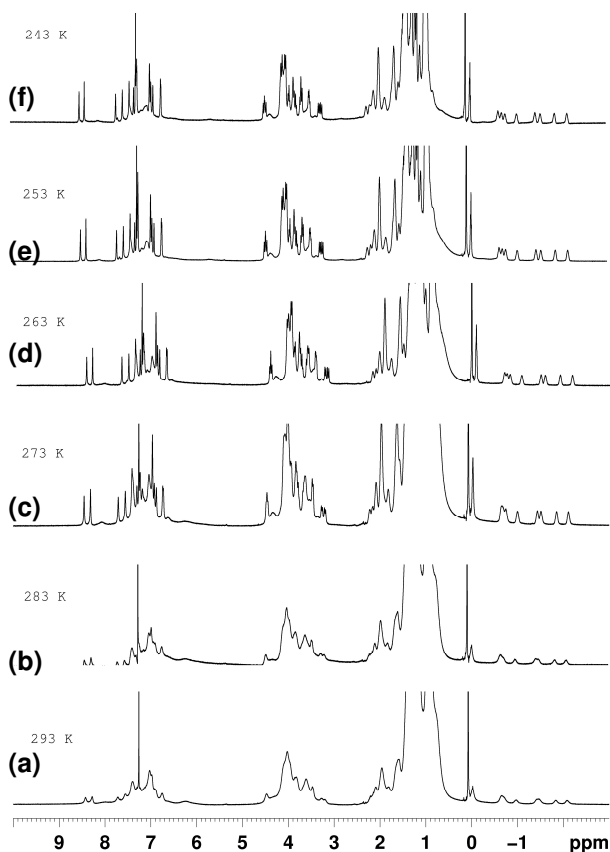 243 K
(f)
253 K
(e)
263 K
(d)
273 K
(c)
283 K
(b)
293 K
(a)
9 8 7 6 5 4 3 2 1 0 −1 ppm